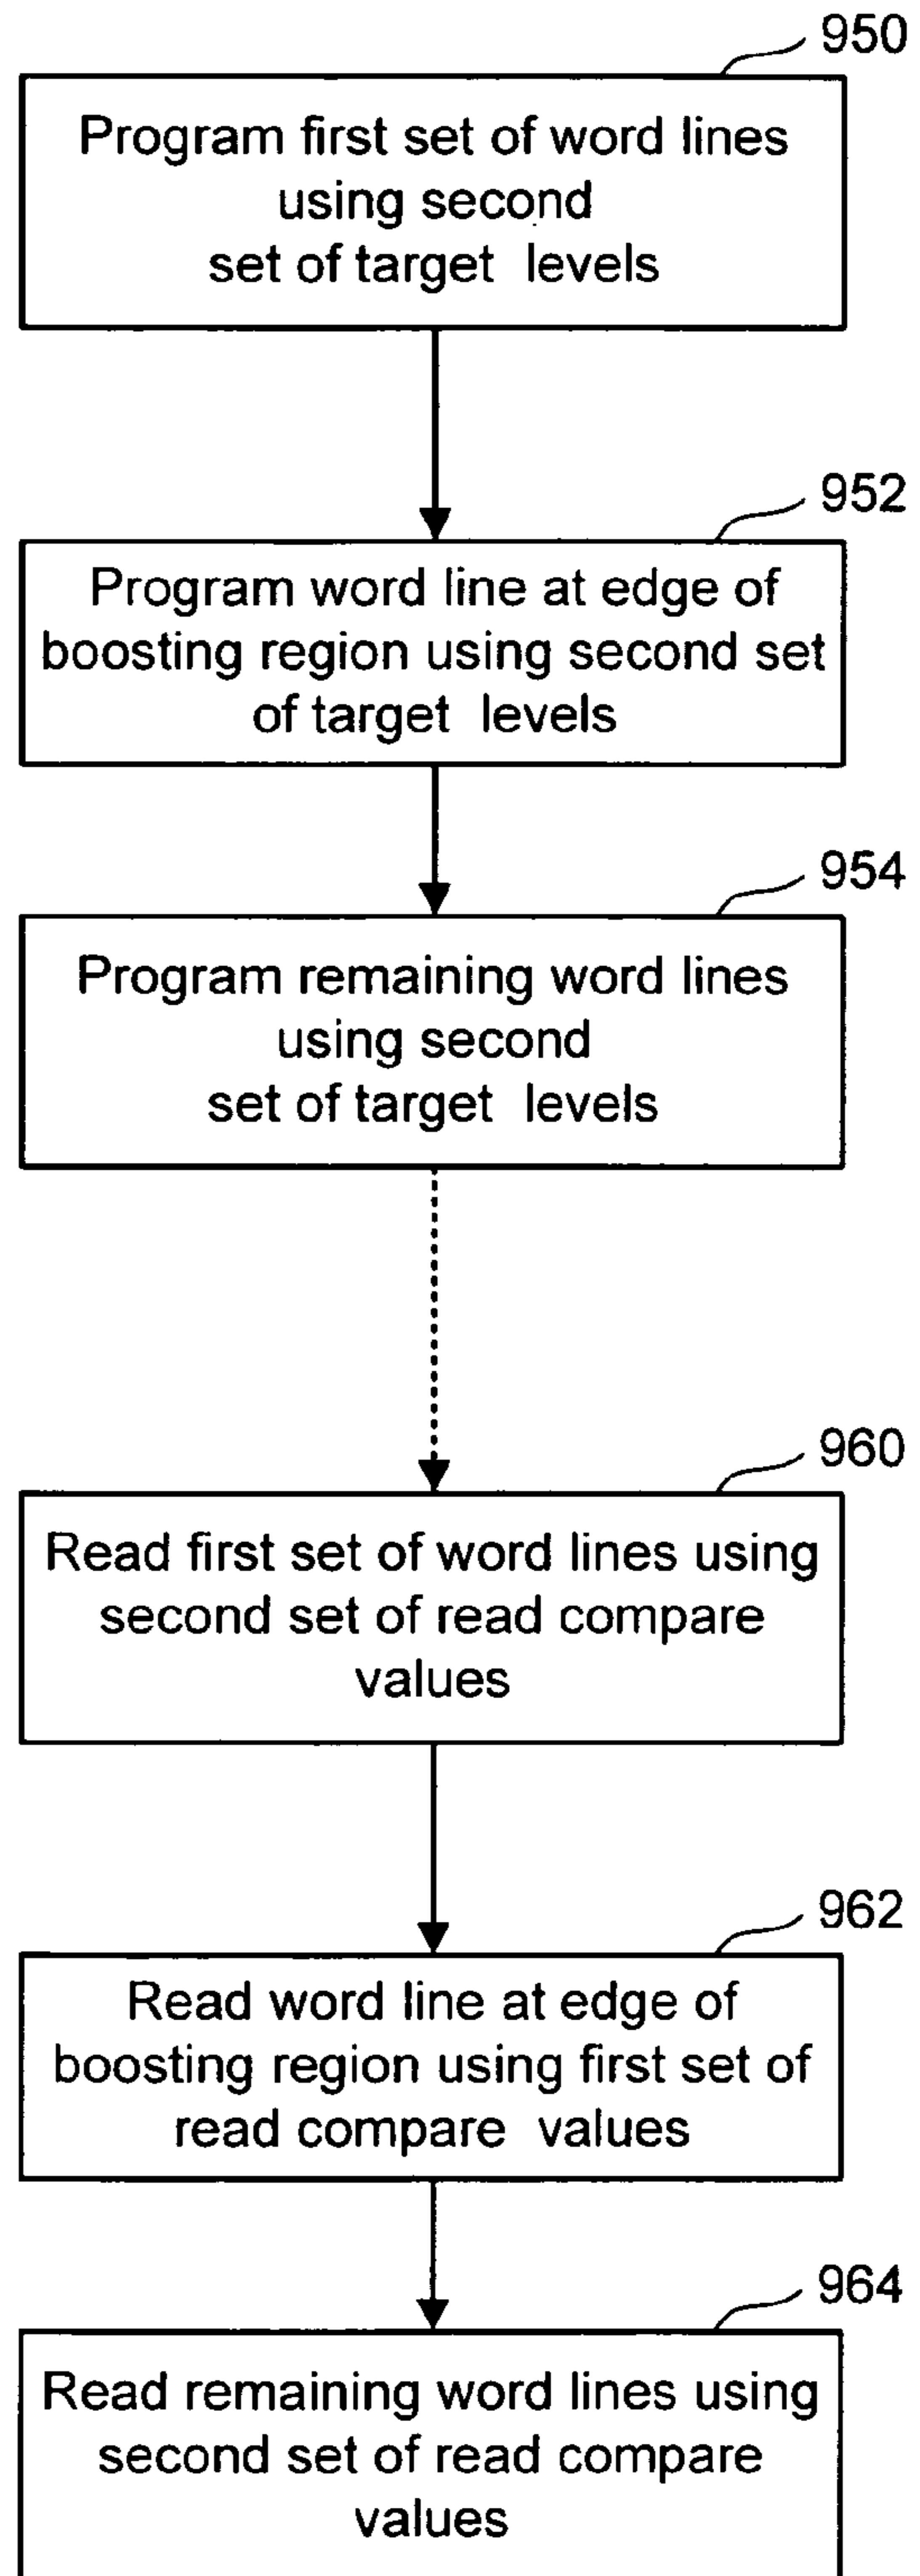 950
Program first set of word lines
using second
set of target levels
952
Program word line at edge of
boosting region using second set
of target levels
954
Program remaining word lines
using second
set of target levels
960
Read first set of word lines using
second set of read compare
values
962
Read word line at edge of
boosting region using first set of
read compare values
964
Read remaining word lines using
second set of read compare
values